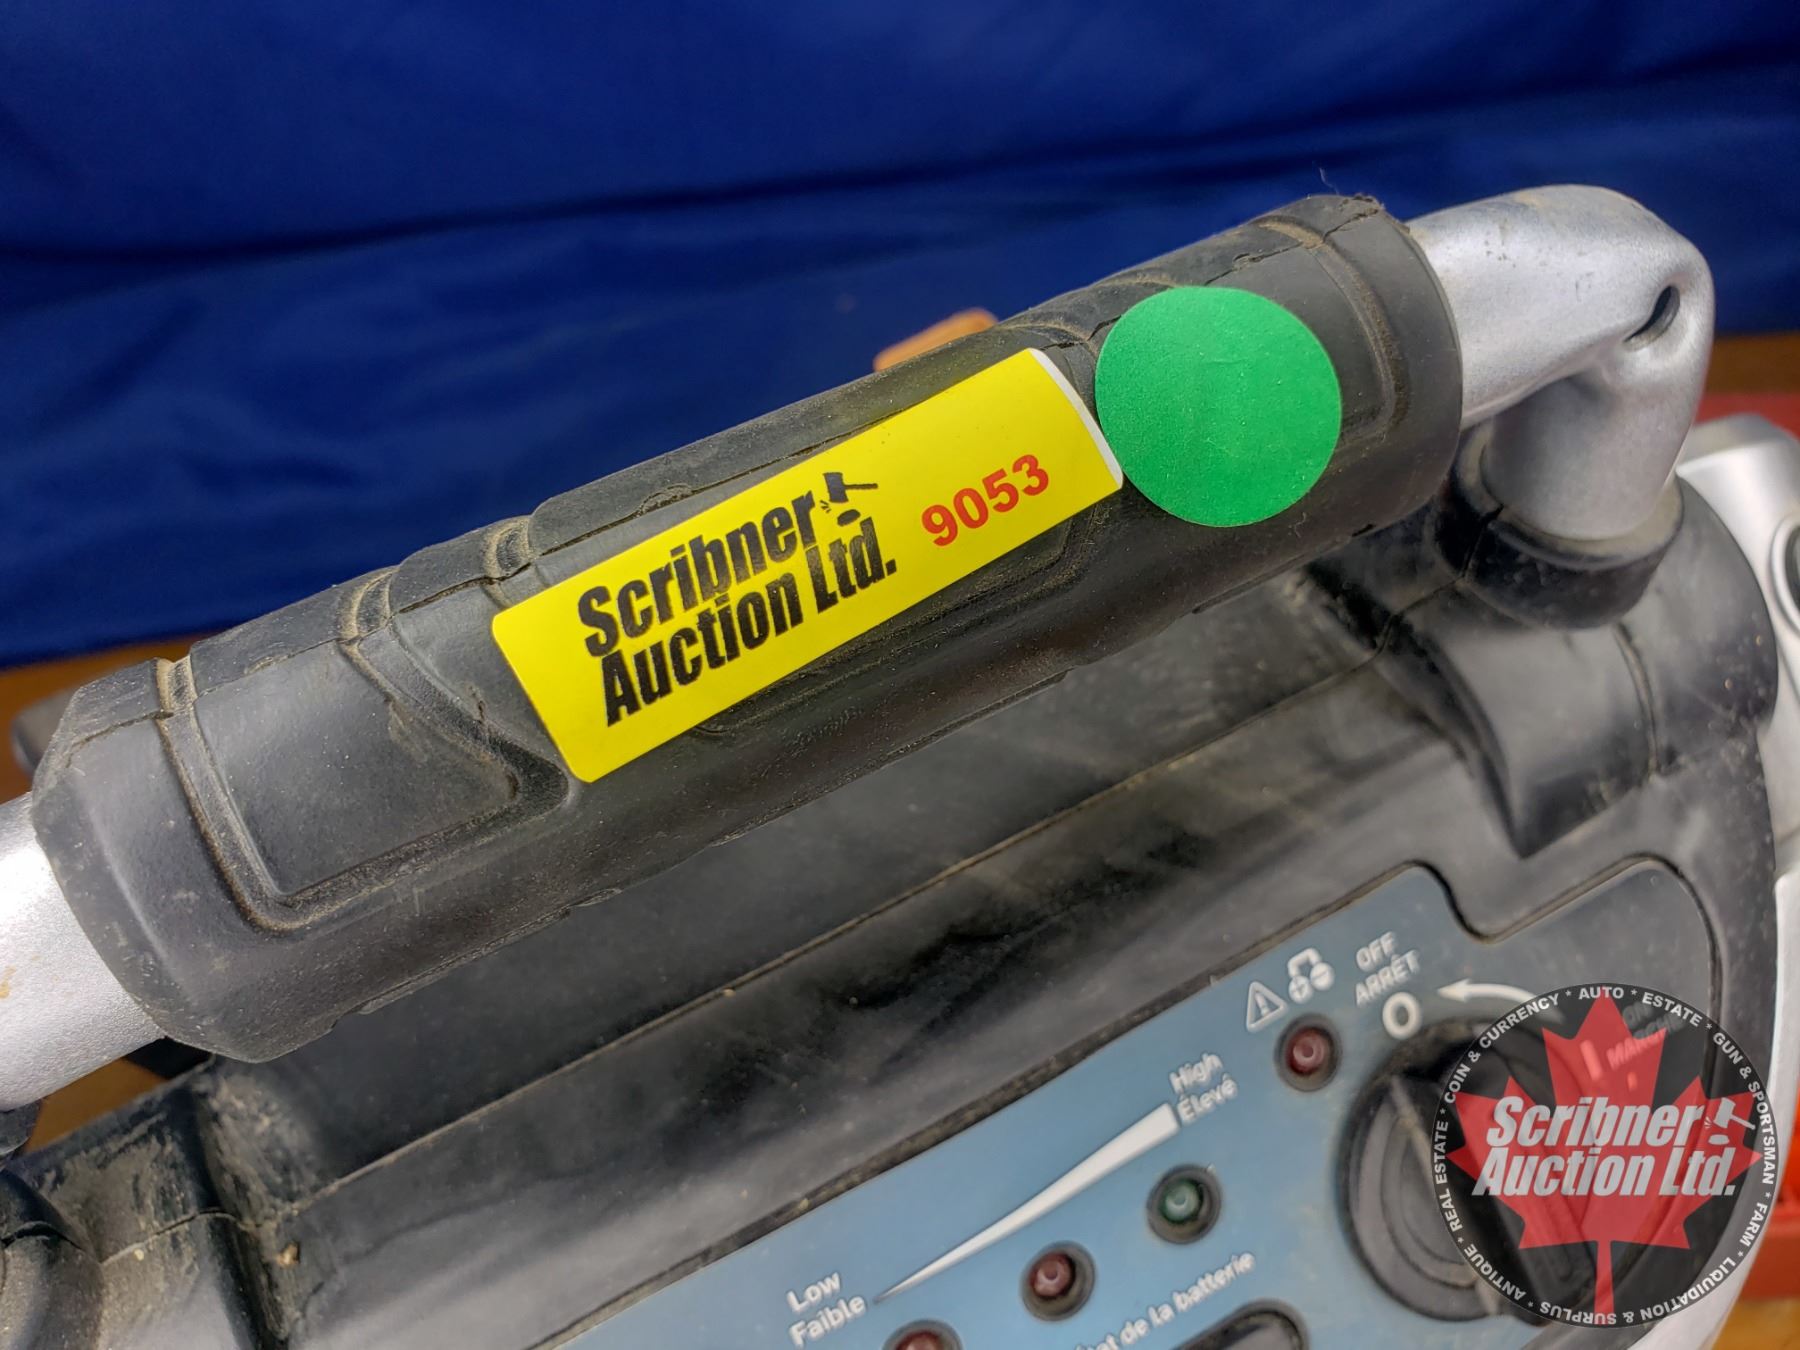 Scribner
Auction Ltd.
9053
OFF
ARRÊT
High
Élevé
Low
Faible
de la batterie
Scribner
Auction Ltd.
ANTIQUE * REAL ESTATE * COIN & CURRENCY * AUTO * ESTATE * GUN & SPORTSMAN * FARM * LIQUIDATION & SURPLUS *